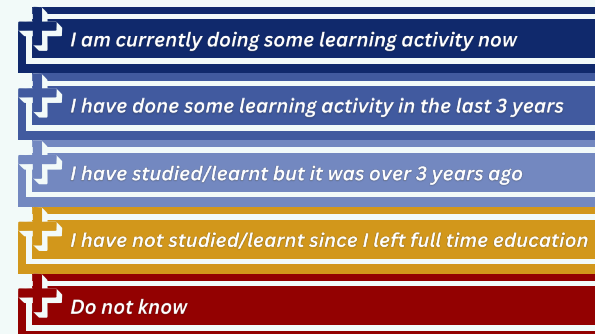 I am currently doing some learning activity now
I have done some learning activity in the last 3 years
I have studied/learnt but it was over 3 years ago
I have not studied/learnt since I left full time education
Do not know